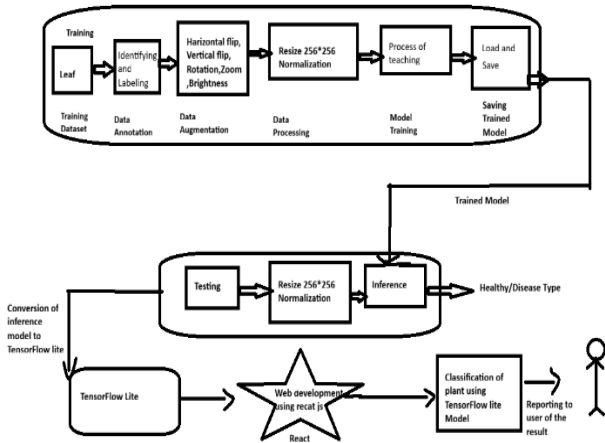 Training
Leaf
Identifying
and
Labeling
Harizontal flip,
Vertical flip,
Rotation,Zoom
,Brightness
Resize 256*256
Normalization
Process of
teaching
Load and
Save
Training
Dataset
Data
Annotation
Data
Augmentation
Data
Processing
Model
Training
Saving
Trained
Model
Trained Model
Testing
Resize 256*256
Normalization
Inference
Healthy/Disease Type
Conversion of
inference
model to
TensorFlow lite
TensorFlow Lite
Web development
using recat js
React
Classification of
plant using
TensorFlow lite
Model
Reporting to
user of the
result